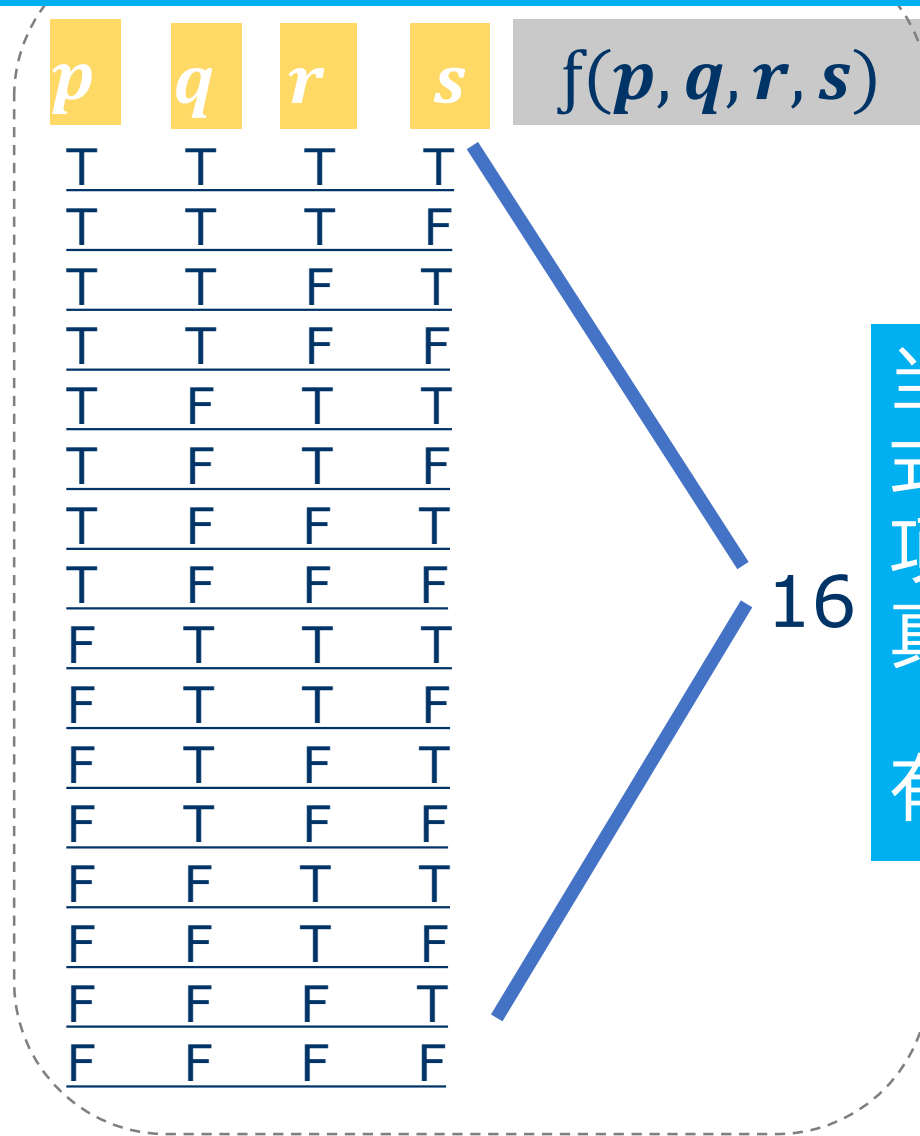 p q r s f(p, q, r, s)
T T T T
T T T F
T T F T
T T F F
T F T T
T F T F
T F F T
T F F F
F T T T
F T T F
F T F T
F T F F
F F T T
F F T F
F F F T
F F F F
16